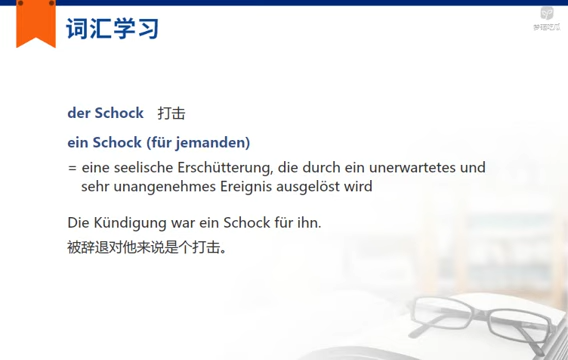 词汇学习
der Schock 打击
ein Schock (für jemanden)
= eine seelische Erschütterung, die durch ein unerwartetes und
sehr unangenehmes Ereignis ausgelöst wird
Die Kündigung war ein Schock für ihn.
被辞退对他来说是个打击。